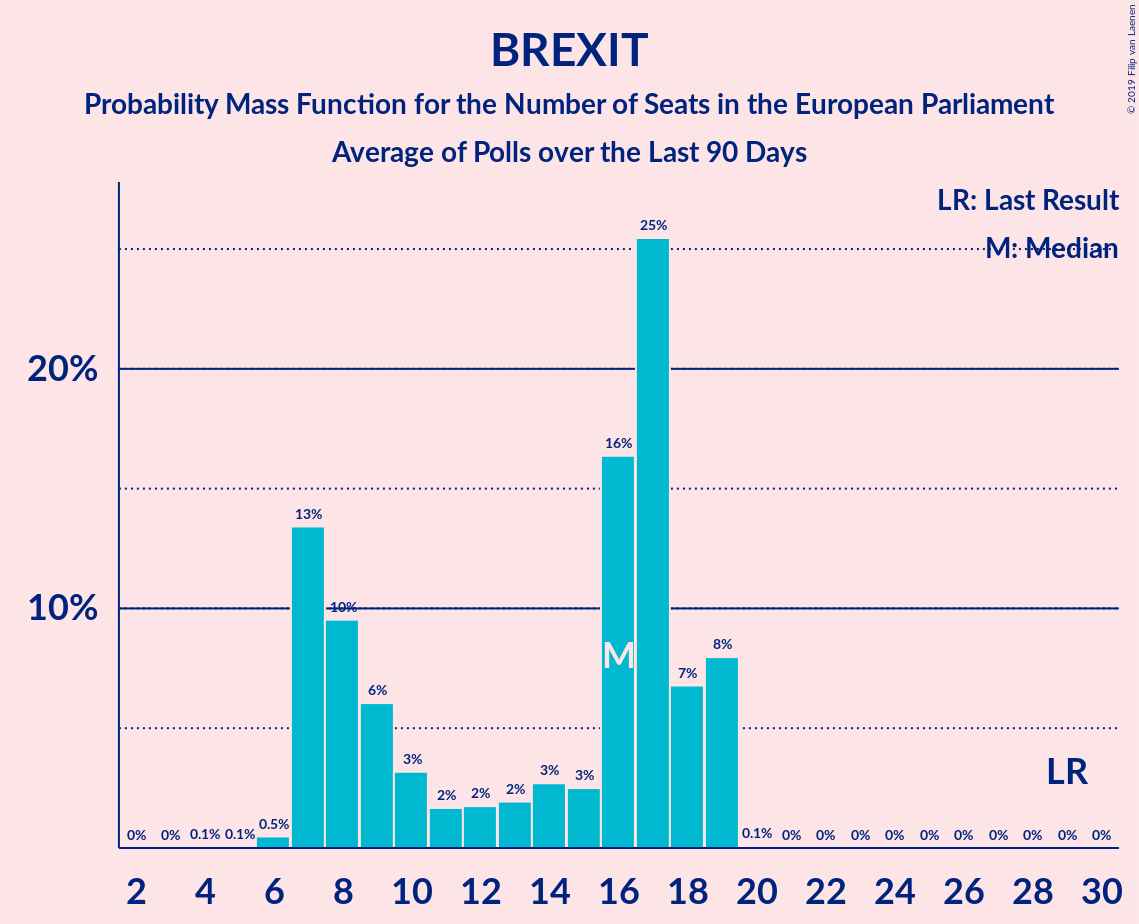 BREXIT
Probability Mass Function for the Number of Seats in the European Parliament
Average of Polls over the Last 90 Days
© 2019 Filip van Laenen
LR: Last Result
M: Median
20%
10%
0% 0% 0.1% 0.1% 0.5% 13% 10% 6% 3% 2% 2% 2% 3% 3% 16% 25% 7% 8% 0.1% 0% 0% 0% 0% 0% 0% 0% 0% 0% 0%
M
LR
2 4 6 8 10 12 14 16 18 20 22 24 26 28 30